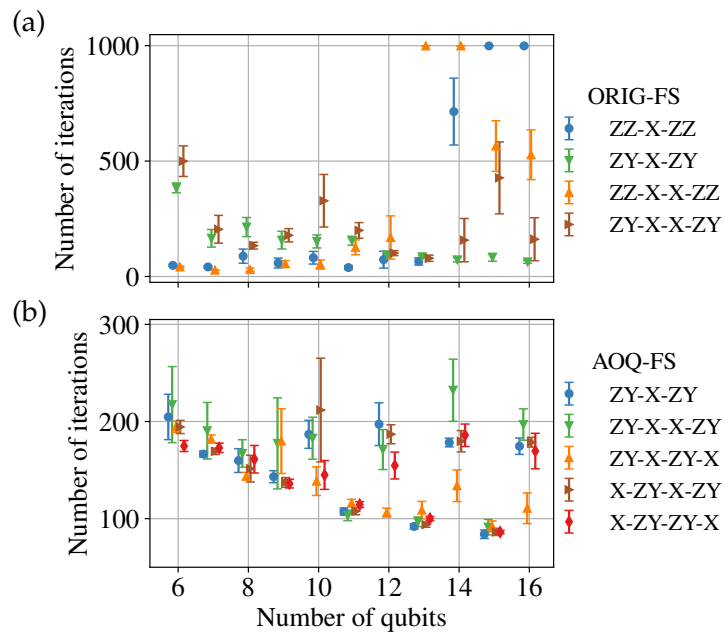 (a)
1000
500
0
Number of iterations
ORIG-FS
ZZ-X-ZZ
ZY-X-ZY
ZZ-X-X-ZZ
ZY-X-X-ZY
(b)
300
200
100
Number of iterations
6 8 10 12 14 16
Number of qubits
AOQ-FS
ZY-X-ZY
ZY-X-X-ZY
ZY-X-ZY-X
X-ZY-X-ZY
X-ZY-ZY-X